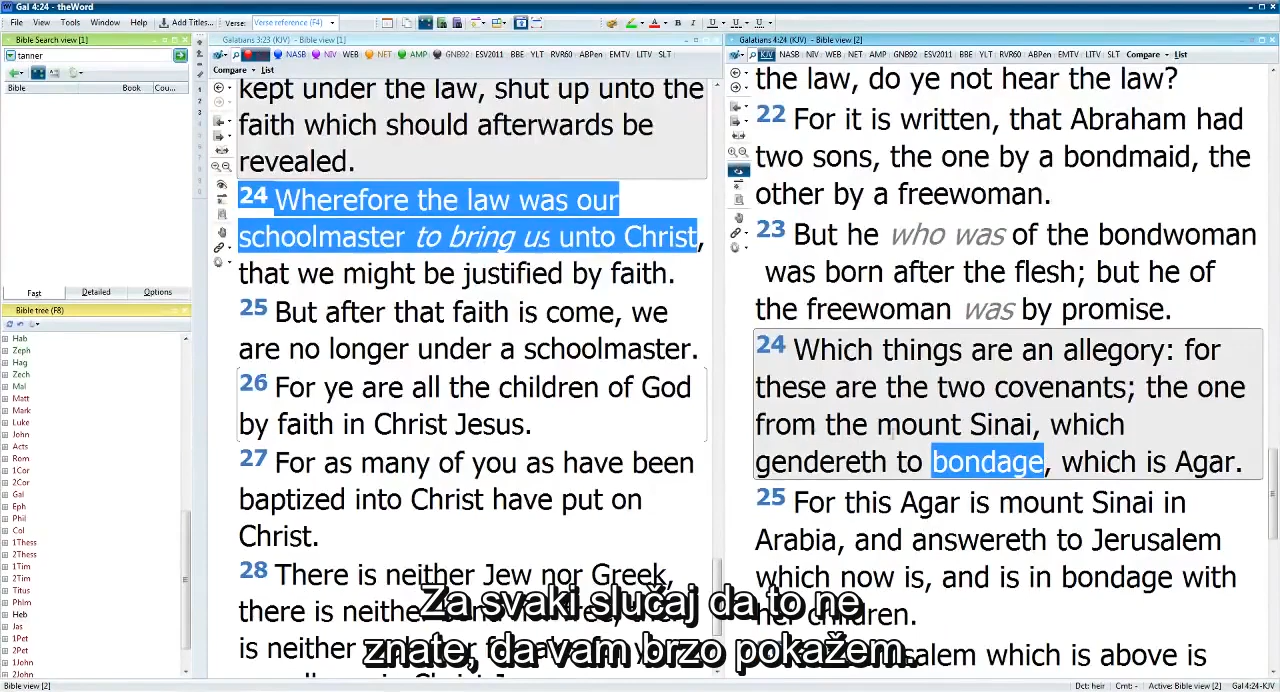 Gal 4:24 - theWord
File View Tools Window Help Add Titles... Verse: Verse reference (F4) B I U U U
Bible Search view [1]
tanner
Bible Book Cou...
Fast Detailed Options
Bible tree (F8)
Hab
Zeph
Hag
Zech
Mal
Matt
Mark
Luke
John
Acts
Rom
1Cor
2Cor
Gal
Eph
Phil
Col
1Thess
2Thess
1Tim
2Tim
Titus
Phlm
Heb
Jas
1Pet
2Pet
1John
Galatians 3:23 (KJV) - Bible view [1]
NASB NIV WEB NET AMP GNB92 ESV2011 BBE YLT RVR60 ABPen EMTV LITV SLT
Compare List
kept under the law, shut up unto the
faith which should afterwards be
revealed.
24 Wherefore the law was our
schoolmaster to bring us unto Christ,
that we might be justified by faith.
25 But after that faith is come, we
are no longer under a schoolmaster.
26 For ye are all the children of God
by faith in Christ Jesus.
27 For as many of you as have been
baptized into Christ have put on
Christ.
28 There is neither Jew nor Greek,
there is neither
is neither
Galatians 4:24 (KJV) - Bible view [2]
KJV NASB NIV WEB NET AMP GNB92 ESV2011 BBE YLT RVR60 ABPen EMTV LITV SLT Compare List
the law, do ye not hear the law?
22 For it is written, that Abraham had
two sons, the one by a bondmaid, the
other by a freewoman.
23 But he who was of the bondwoman
was born after the flesh; but he of
the freewoman was by promise.
24 Which things are an allegory: for
these are the two covenants; the one
from the mount Sinai, which
gendereth to bondage, which is Agar.
25 For this Agar is mount Sinai in
Arabia, and answereth to Jerusalem
which now is, and is in bondage with
her children.
which is above is
Za svaki slučaj da to ne
znate, da vam brzo pokažem.
Bible view [2] Dct: heir Cmt: - Active: Bible view [2] Gal 4:24-KJV